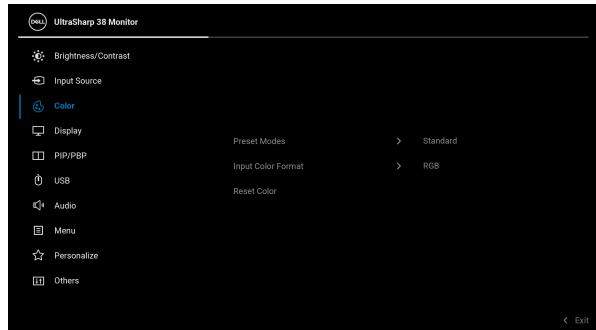 DELL UltraSharp 38 Monitor
Brightness/Contrast
Input Source
Color
Display
PIP/PBP
USB
Audio
Menu
Personalize
Others
Preset Modes > Standard
Input Color Format > RGB
Reset Color
< Exit